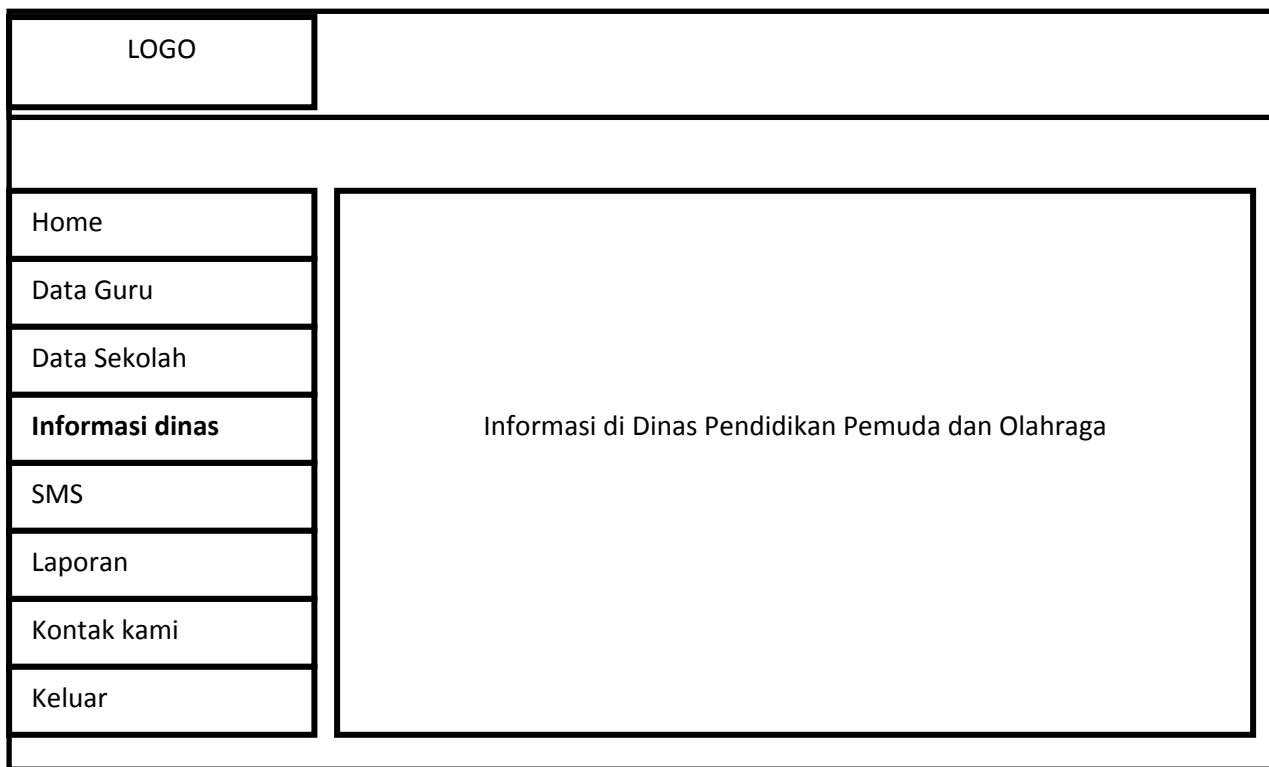 LOGO
Home
Data Guru
Data Sekolah
Informasi dinas
Informasi di Dinas Pendidikan Pemuda dan Olahraga
SMS
Laporan
Kontak kami
Keluar